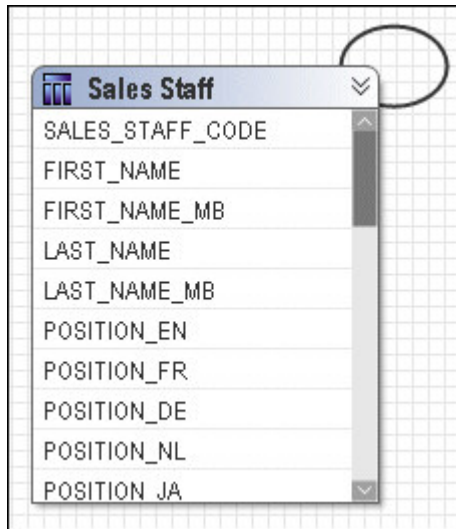 Sales Staff
SALES_STAFF_CODE
FIRST_NAME
FIRST_NAME_MB
LAST_NAME
LAST_NAME_MB
POSITION_EN
POSITION_FR
POSITION_DE
POSITION_NL
POSITION_JA